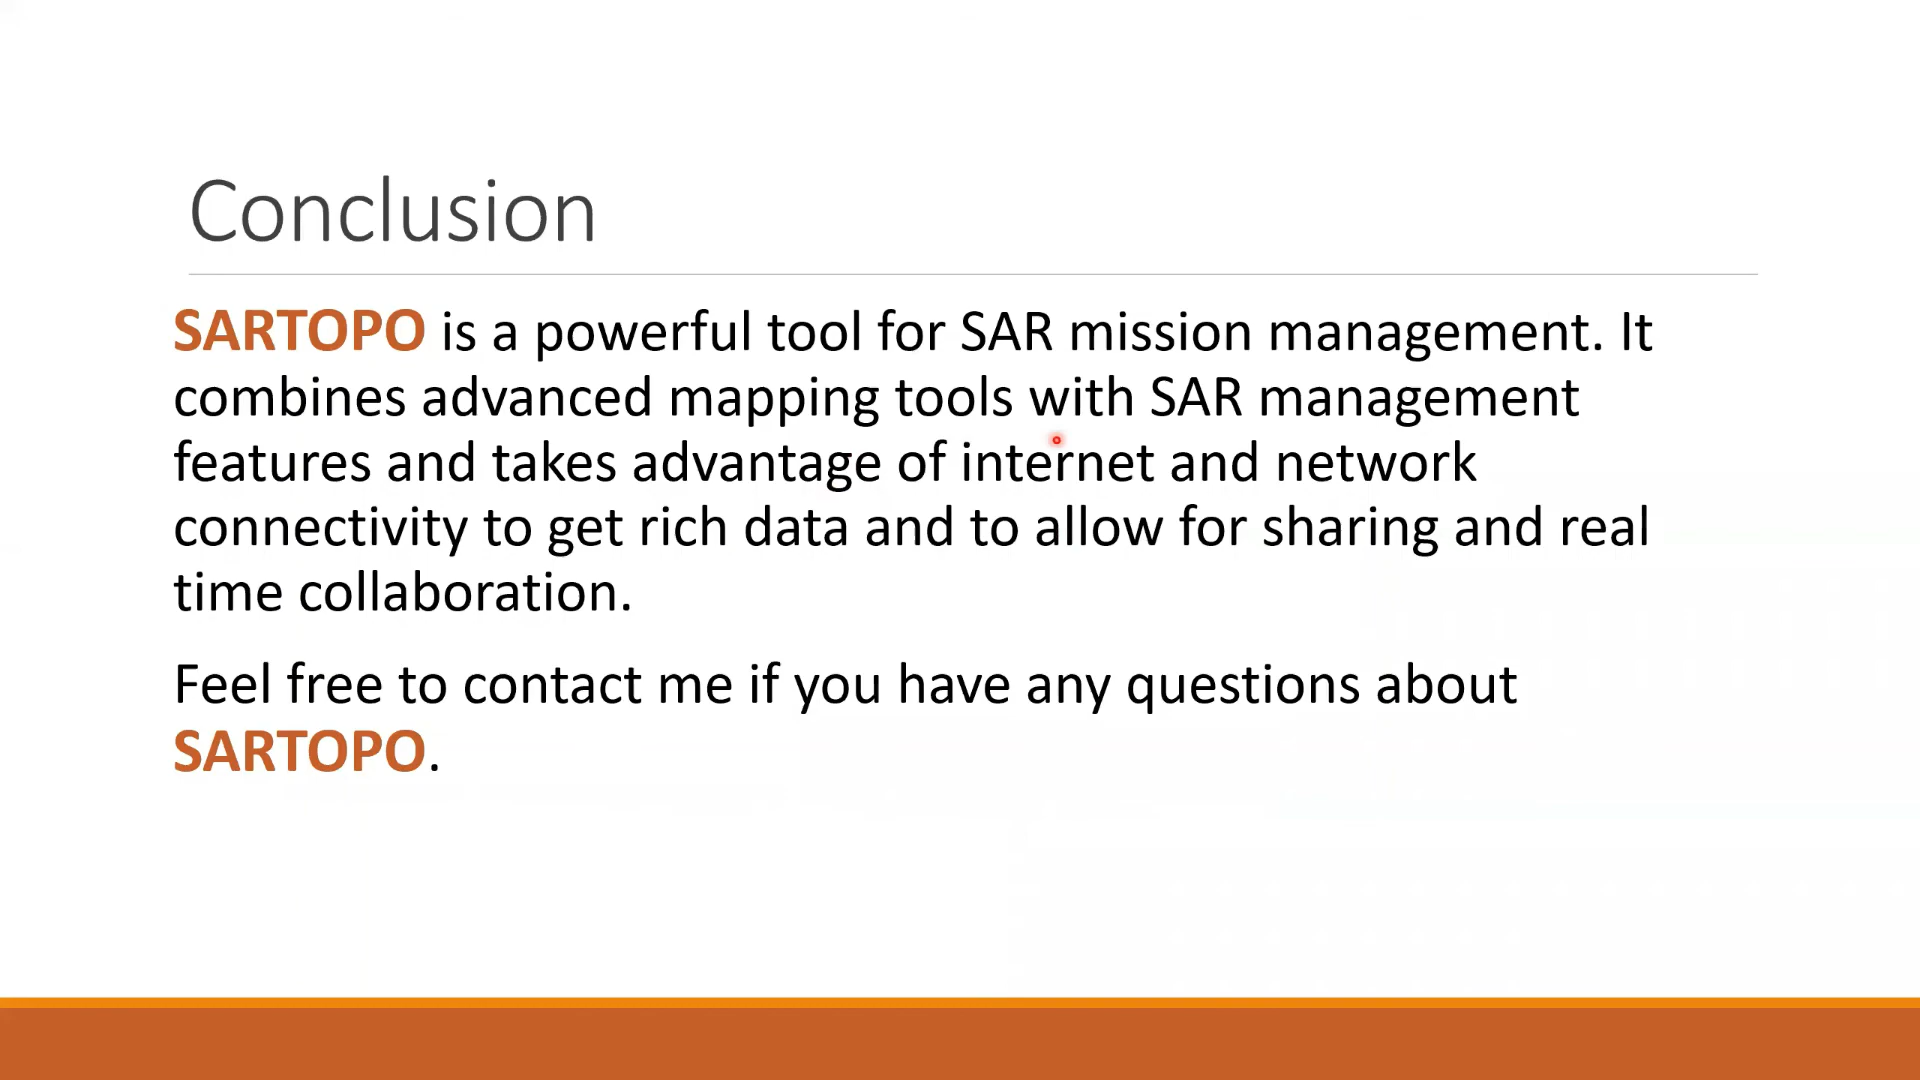 Conclusion
SARTOPO is a powerful tool for SAR mission management. It
combines advanced mapping tools with SAR management
features and takes advantage of internet and network
connectivity to get rich data and to allow for sharing and real
time collaboration.
Feel free to contact me if you have any questions about
SARTOPO.